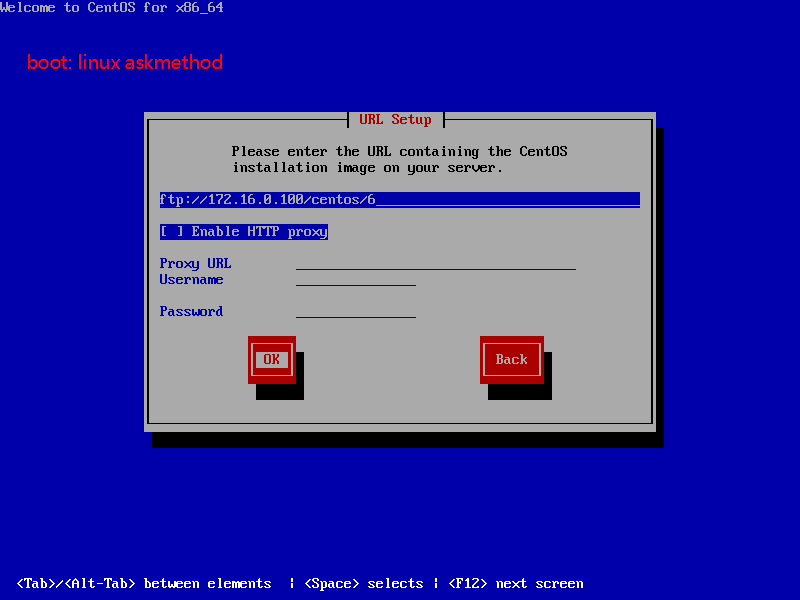 Welcome to CentOS for x86_64
boot: linux askmethod
URL Setup
Please enter the URL containing the CentOS
installation image on your server.
ftp://172.16.0.100/centos/6
[ ] Enable HTTP proxy
Proxy URL
Username
Password
OK Back
<Tab>/<Alt-Tab> between elements | <Space> selects | <F12> next screen